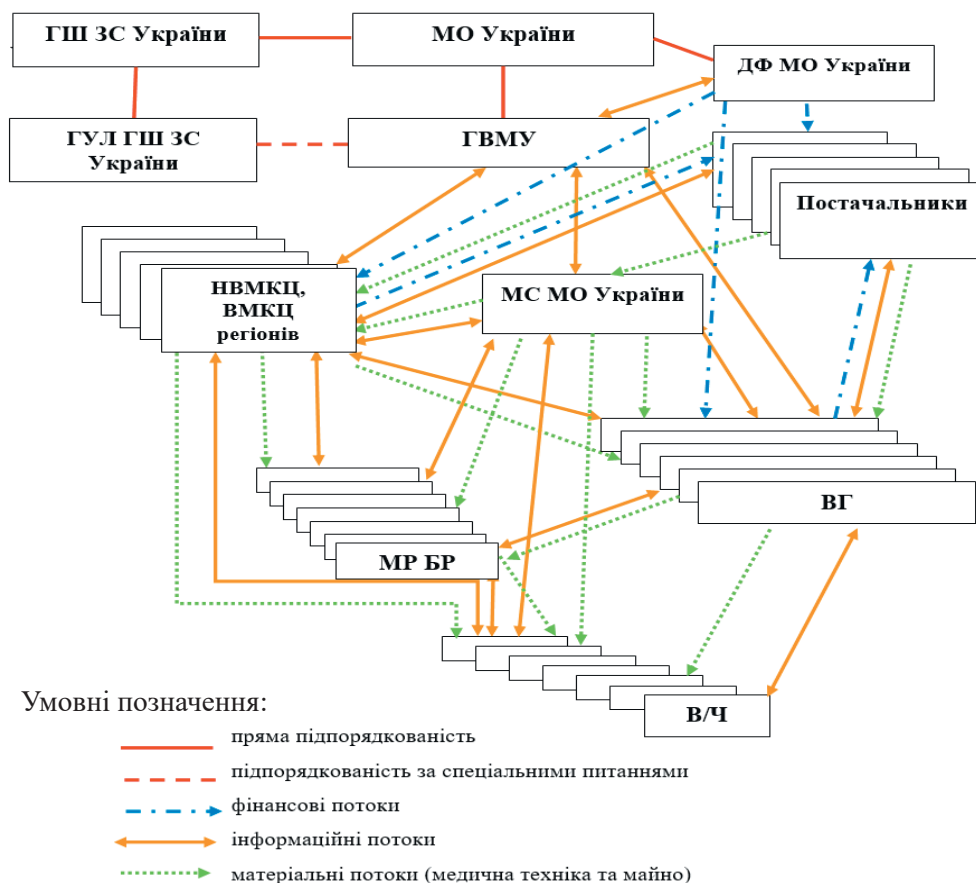 ГШ ЗС України
МО України
ДФ МО України
ГУЛ ГШ ЗС
України
ГВМУ
Постачальники
НВМКЦ,
ВМКЦ
регіонів
МС МО України
ВГ
МР БР
В/Ч
Умовні позначення:
пряма підпорядкованість
підпорядкованість за спеціальними питаннями
фінансові потоки
інформаційні потоки
матеріальні потоки (медична техніка та майно)